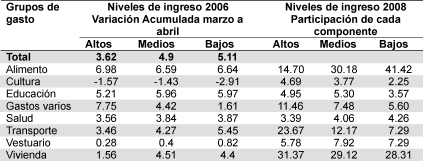 Grupos de gasto Niveles de ingreso 2006 Niveles de ingreso 2008
Variación Acumulada marzo a abril Participación de cada componente
Altos Medios Bajos Altos Medios Bajos
Total 3.62 4.9 5.11
Alimento 6.98 6.59 6.64 14.70 30.18 41.42
Cultura -1.57 -1.43 -2.91 4.69 3.77 2.25
Educación 5.21 5.96 5.97 4.95 5.30 3.57
Gastos varios 7.75 4.42 1.61 11.46 7.48 5.60
Salud 3.56 3.84 3.87 3.39 4.06 4.26
Transporte 3.46 4.27 5.45 23.67 12.17 7.29
Vestuario 0.28 0.4 0.82 5.78 7.92 7.29
Vivienda 1.56 4.51 4.4 31.37 29.12 28.31